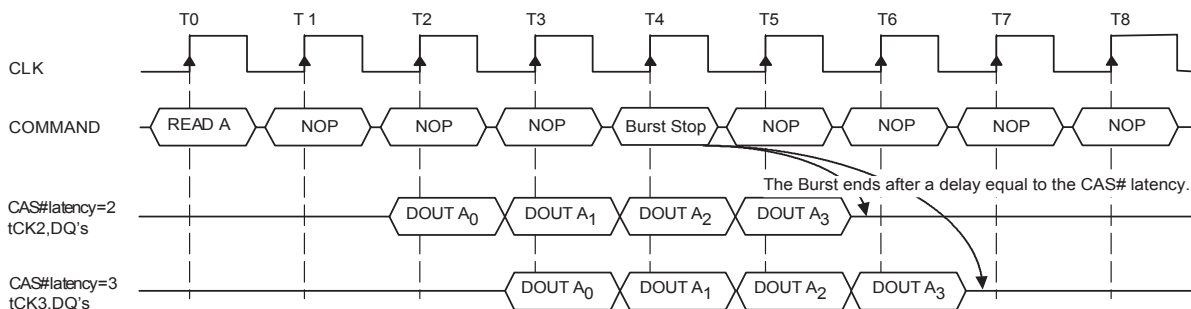 T0 T 1 T2 T3 T4 T5 T6 T7 T8
CLK
COMMAND READ A NOP NOP NOP Burst Stop NOP NOP NOP NOP
The Burst ends after a delay equal to the CAS# latency.
CAS#latency=2
tCK2,DQ's
DOUT A0 DOUT A1 DOUT A2 DOUT A3
CAS#latency=3
tCK3,DQ's
DOUT A0 DOUT A1 DOUT A2 DOUT A3